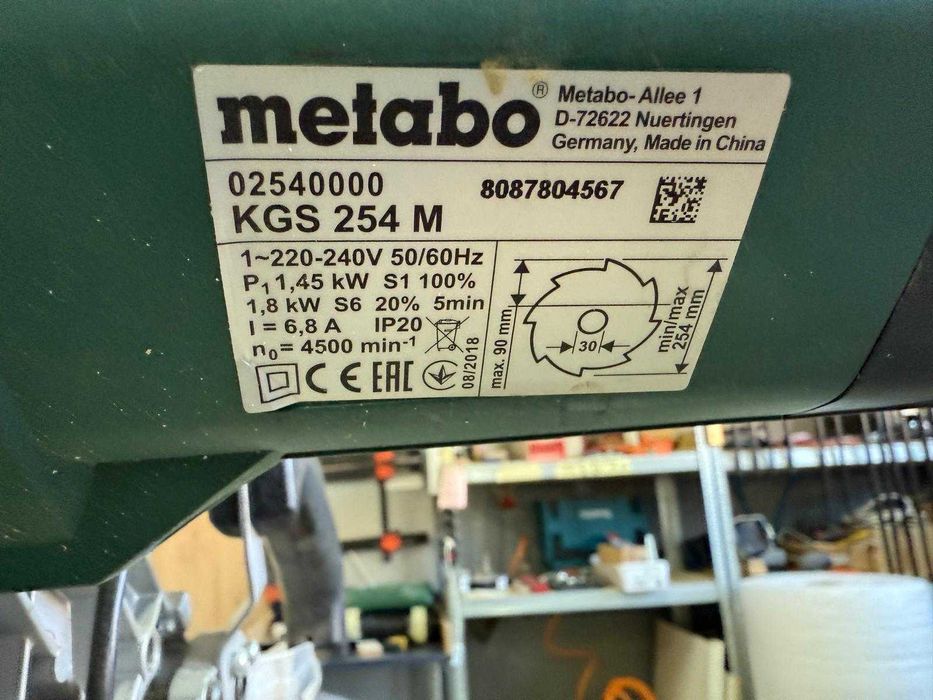 metabo®
Metabo-Allee 1
D-72622 Nuertingen
Germany, Made in China
02540000
8087804567
KGS 254 M
1~220-240V 50/60Hz
P1 1,45 kW S1 100%
1,8 kW S6 20% 5min
I = 6,8 A IP20
n0= 4500 min-1
CE EAC
08/2018
max. 90 mm
30
min/max
254 mm